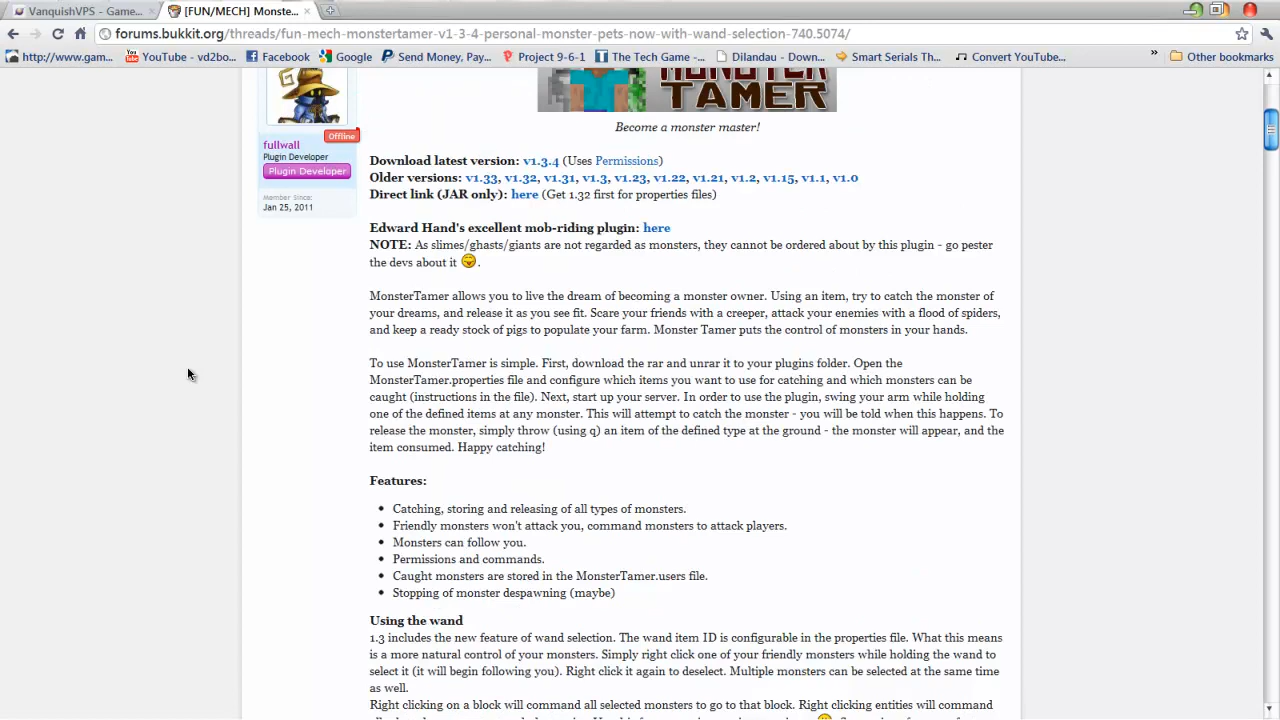 VanquishVPS - Game...
[FUN/MECH] Monste...
forums.bukkit.org/threads/fun-mech-monstertamer-v1-3-4-personal-monster-pets-now-with-wand-selection-740.5074/
http://www.gam...
YouTube - vd2bo...
Facebook
Google
Send Money, Pay...
Project 9-6-1
The Tech Game -...
Dilandau - Down...
Smart Serials Th...
Convert YouTube...
»
Other bookmarks
MONSTER
TAMER
Become a monster master!
Offline
fullwall
Plugin Developer
Plugin Developer
Member Since:
Jan 25, 2011
Download latest version: v1.3.4 (Uses Permissions)
Older versions: v1.33, v1.32, v1.31, v1.3, v1.23, v1.22, v1.21, v1.2, v1.15, v1.1, v1.0
Direct link (JAR only): here (Get 1.32 first for properties files)
Edward Hand's excellent mob-riding plugin: here
NOTE: As slimes/ghasts/giants are not regarded as monsters, they cannot be ordered about by this plugin - go pester
the devs about it .
MonsterTamer allows you to live the dream of becoming a monster owner. Using an item, try to catch the monster of
your dreams, and release it as you see fit. Scare your friends with a creeper, attack your enemies with a flood of spiders,
and keep a ready stock of pigs to populate your farm. Monster Tamer puts the control of monsters in your hands.
To use MonsterTamer is simple. First, download the rar and unrar it to your plugins folder. Open the
MonsterTamer.properties file and configure which items you want to use for catching and which monsters can be
caught (instructions in the file). Next, start up your server. In order to use the plugin, swing your arm while holding
one of the defined items at any monster. This will attempt to catch the monster - you will be told when this happens. To
release the monster, simply throw (using q) an item of the defined type at the ground - the monster will appear, and the
item consumed. Happy catching!
Features:
• Catching, storing and releasing of all types of monsters.
• Friendly monsters won't attack you, command monsters to attack players.
• Monsters can follow you.
• Permissions and commands.
• Caught monsters are stored in the MonsterTamer.users file.
• Stopping of monster despawning (maybe)
Using the wand
1.3 includes the new feature of wand selection. The wand item ID is configurable in the properties file. What this means
is a more natural control of your monsters. Simply right click one of your friendly monsters while holding the wand to
select it (it will begin following you). Right click it again to deselect. Multiple monsters can be selected at the same time
as well.
Right clicking on a block will command all selected monsters to go to that block. Right clicking entities will command